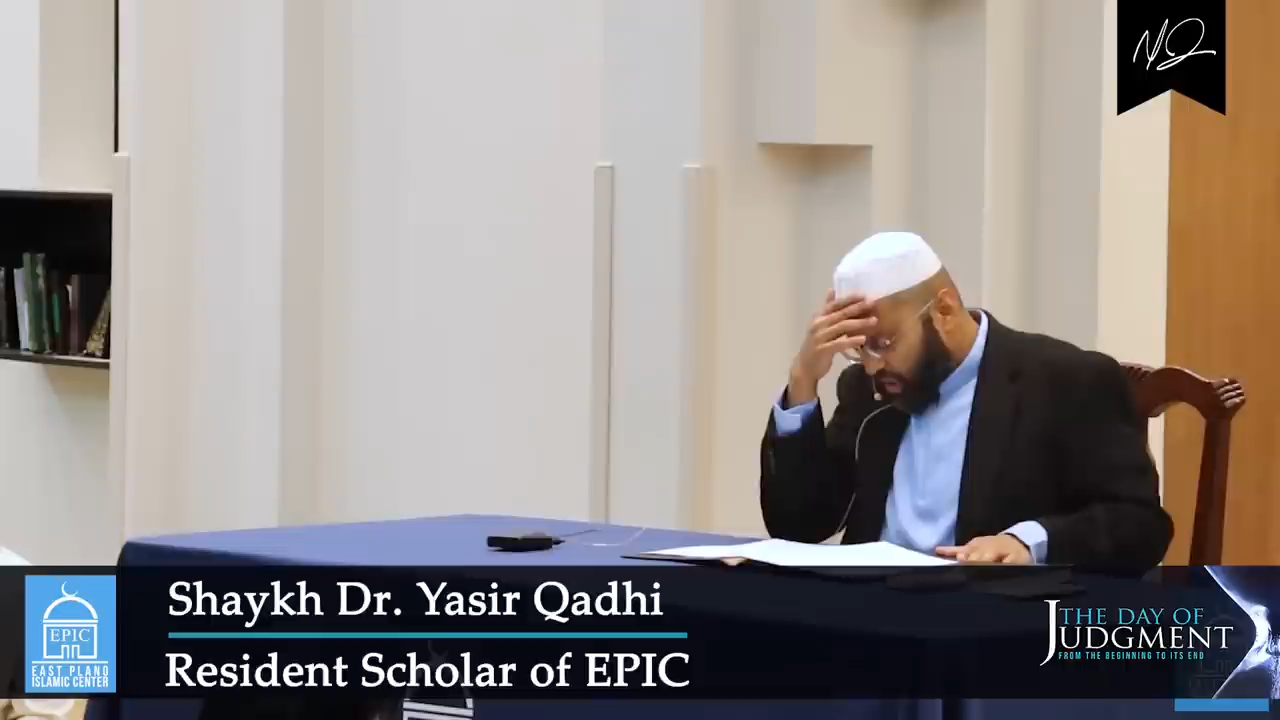 Shaykh Dr. Yasir Qadhi
Resident Scholar of EPIC
EPIC
EAST PLANO
ISLAMIC CENTER
THE DAY OF
JUDGMENT
FROM THE BEGINNING TO ITS END